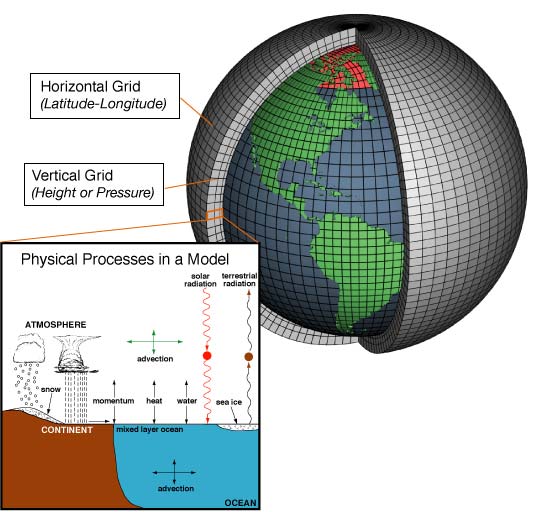 Horizontal Grid
(Latitude-Longitude)
Vertical Grid
(Height or Pressure)
Physical Processes in a Model
solar
radiation
terrestrial
radiation
ATMOSPHERE
advection
snow
momentum
heat
water
sea ice
CONTINENT
mixed layer ocean
advection
OCEAN